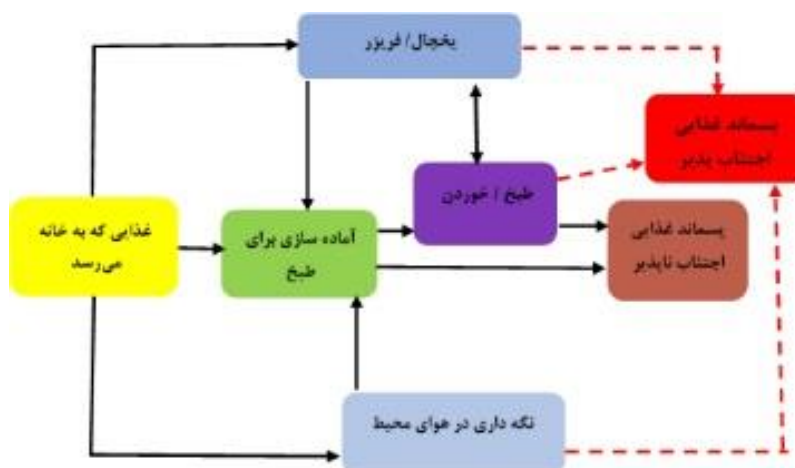 یخچال/ فریزر
پسماند غذایی
اجتناب پذیر
طبخ / خوردن
پسماند غذایی
اجتناب ناپذیر
آماده سازی برای
طبخ
غذایی که به خانه
می‌رسد
نگه داری در هوای محیط